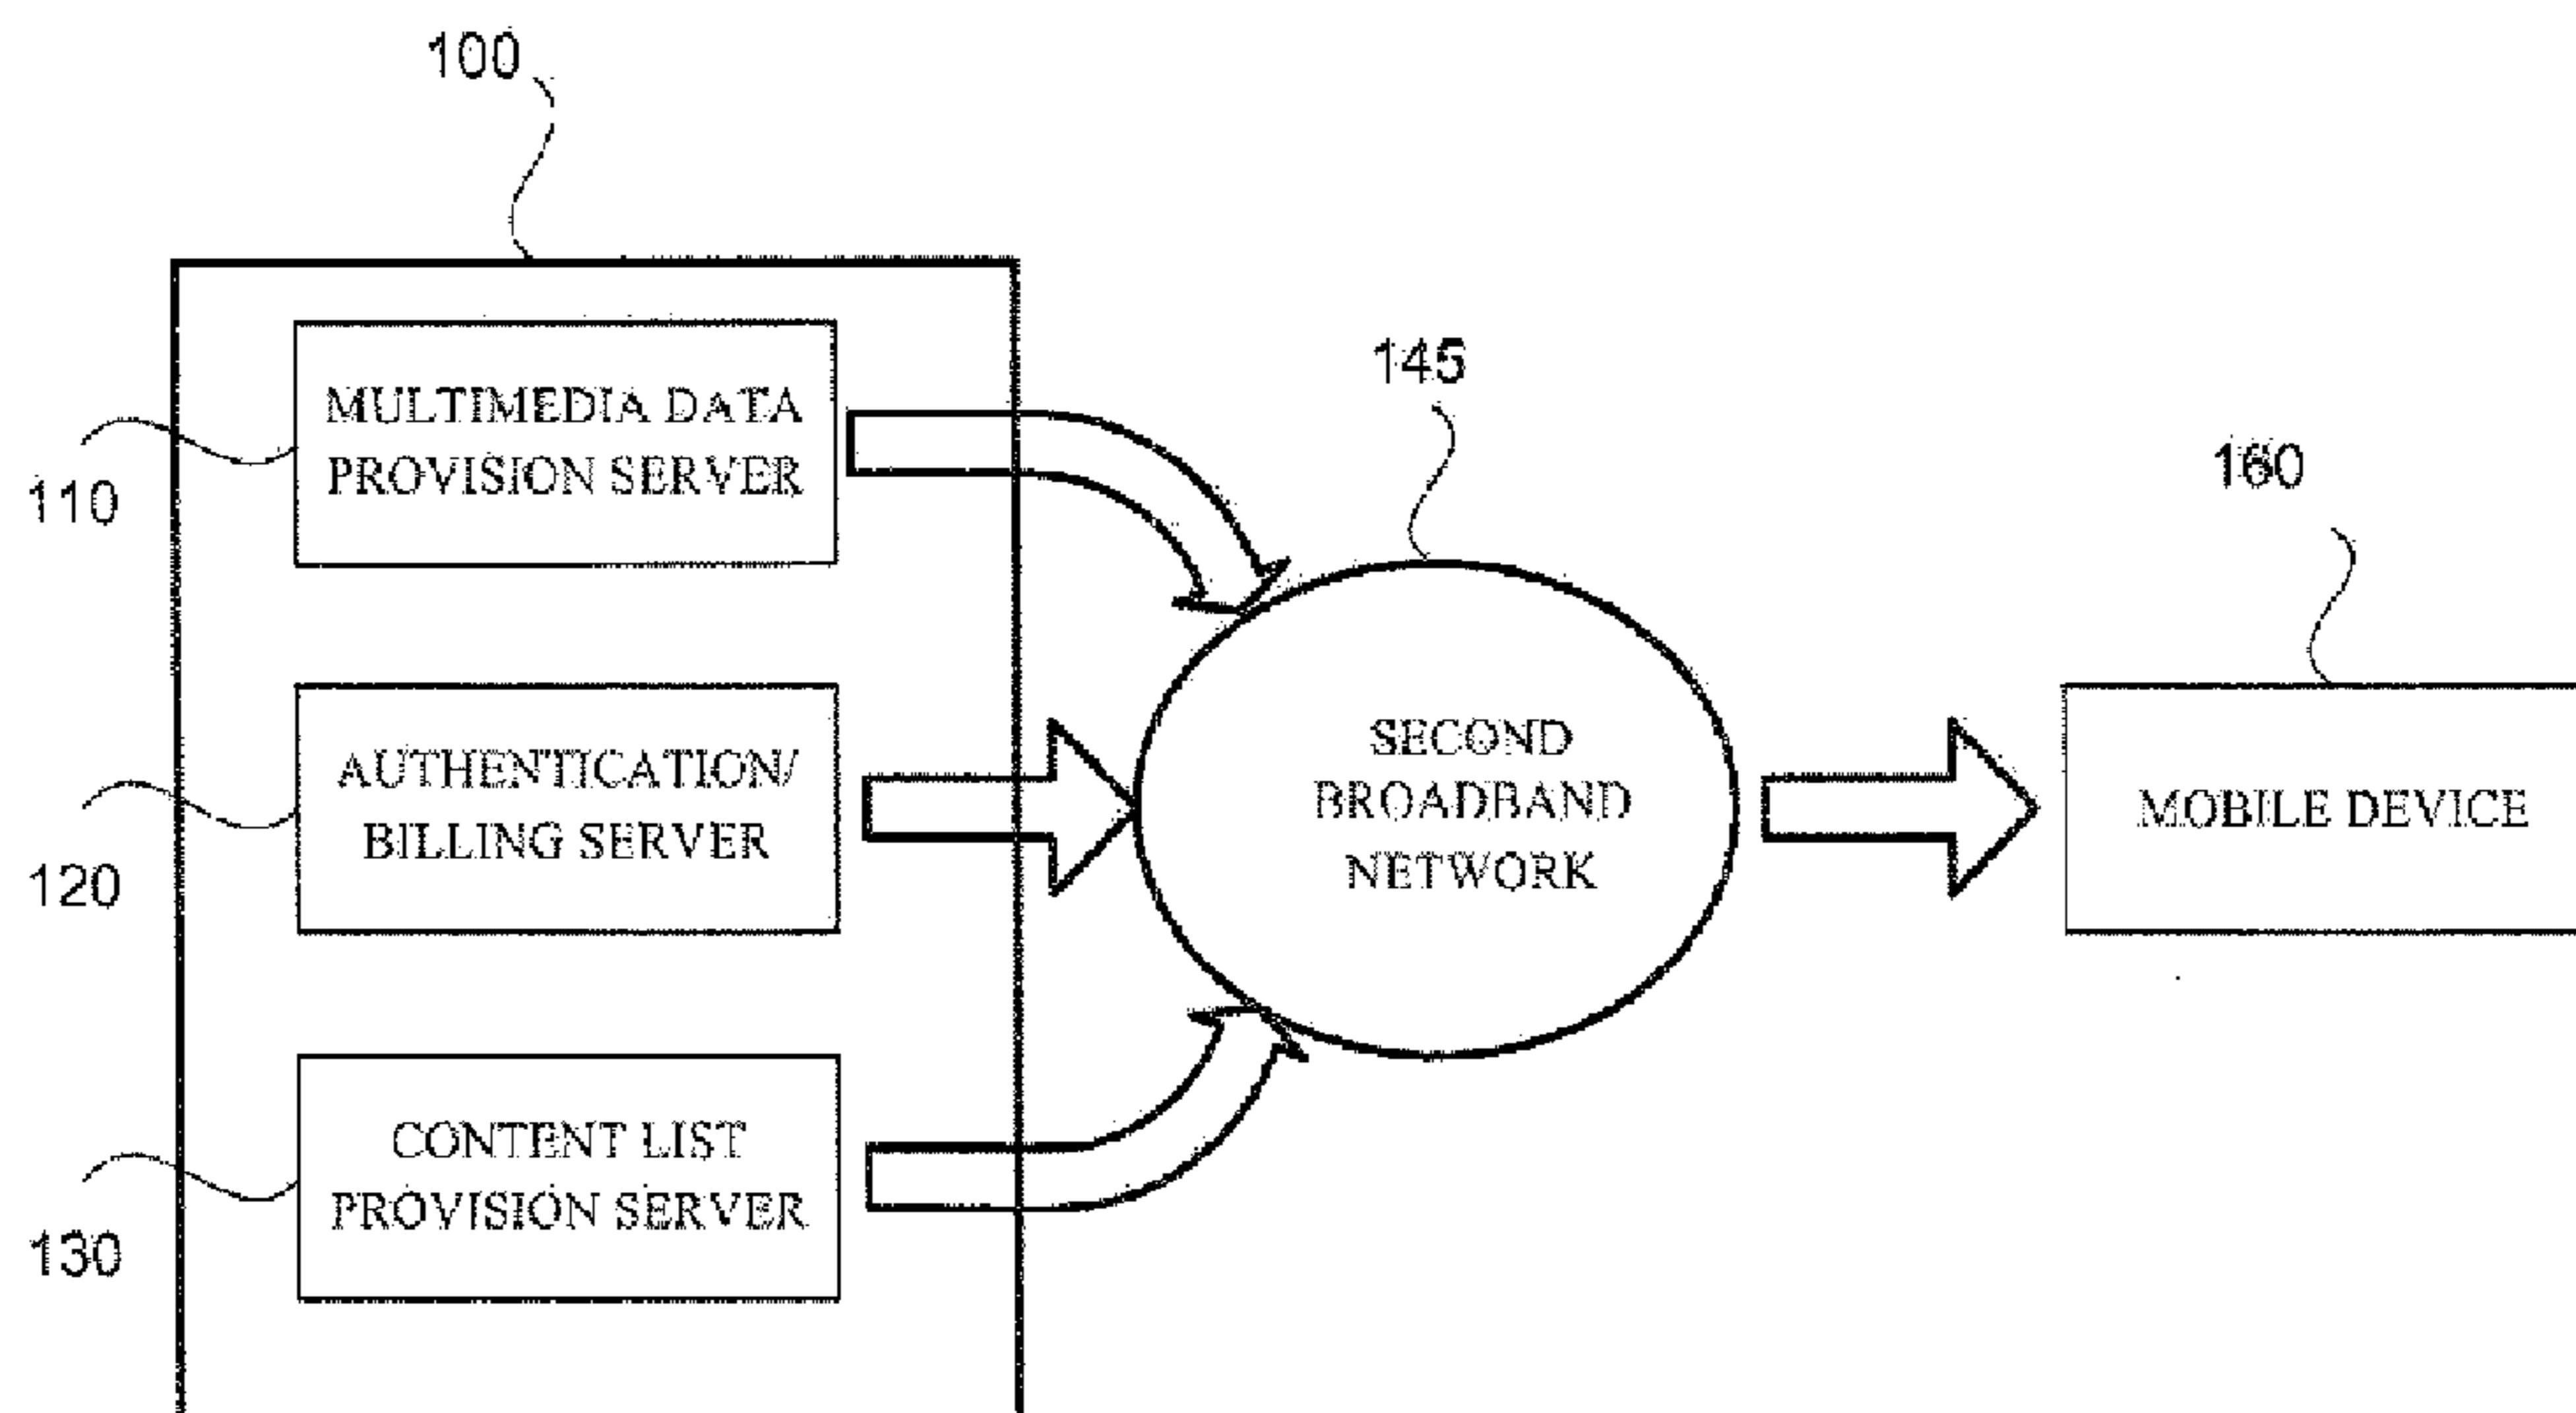 100
MULTIMEDIA DATA
PROVISION SERVER
110
145
160
AUTHENTICATION/
BILLING SERVER
120
SECOND
BROADBAND
NETWORK
MOBILE DEVICE
CONTENT LIST
PROVISION SERVER
130